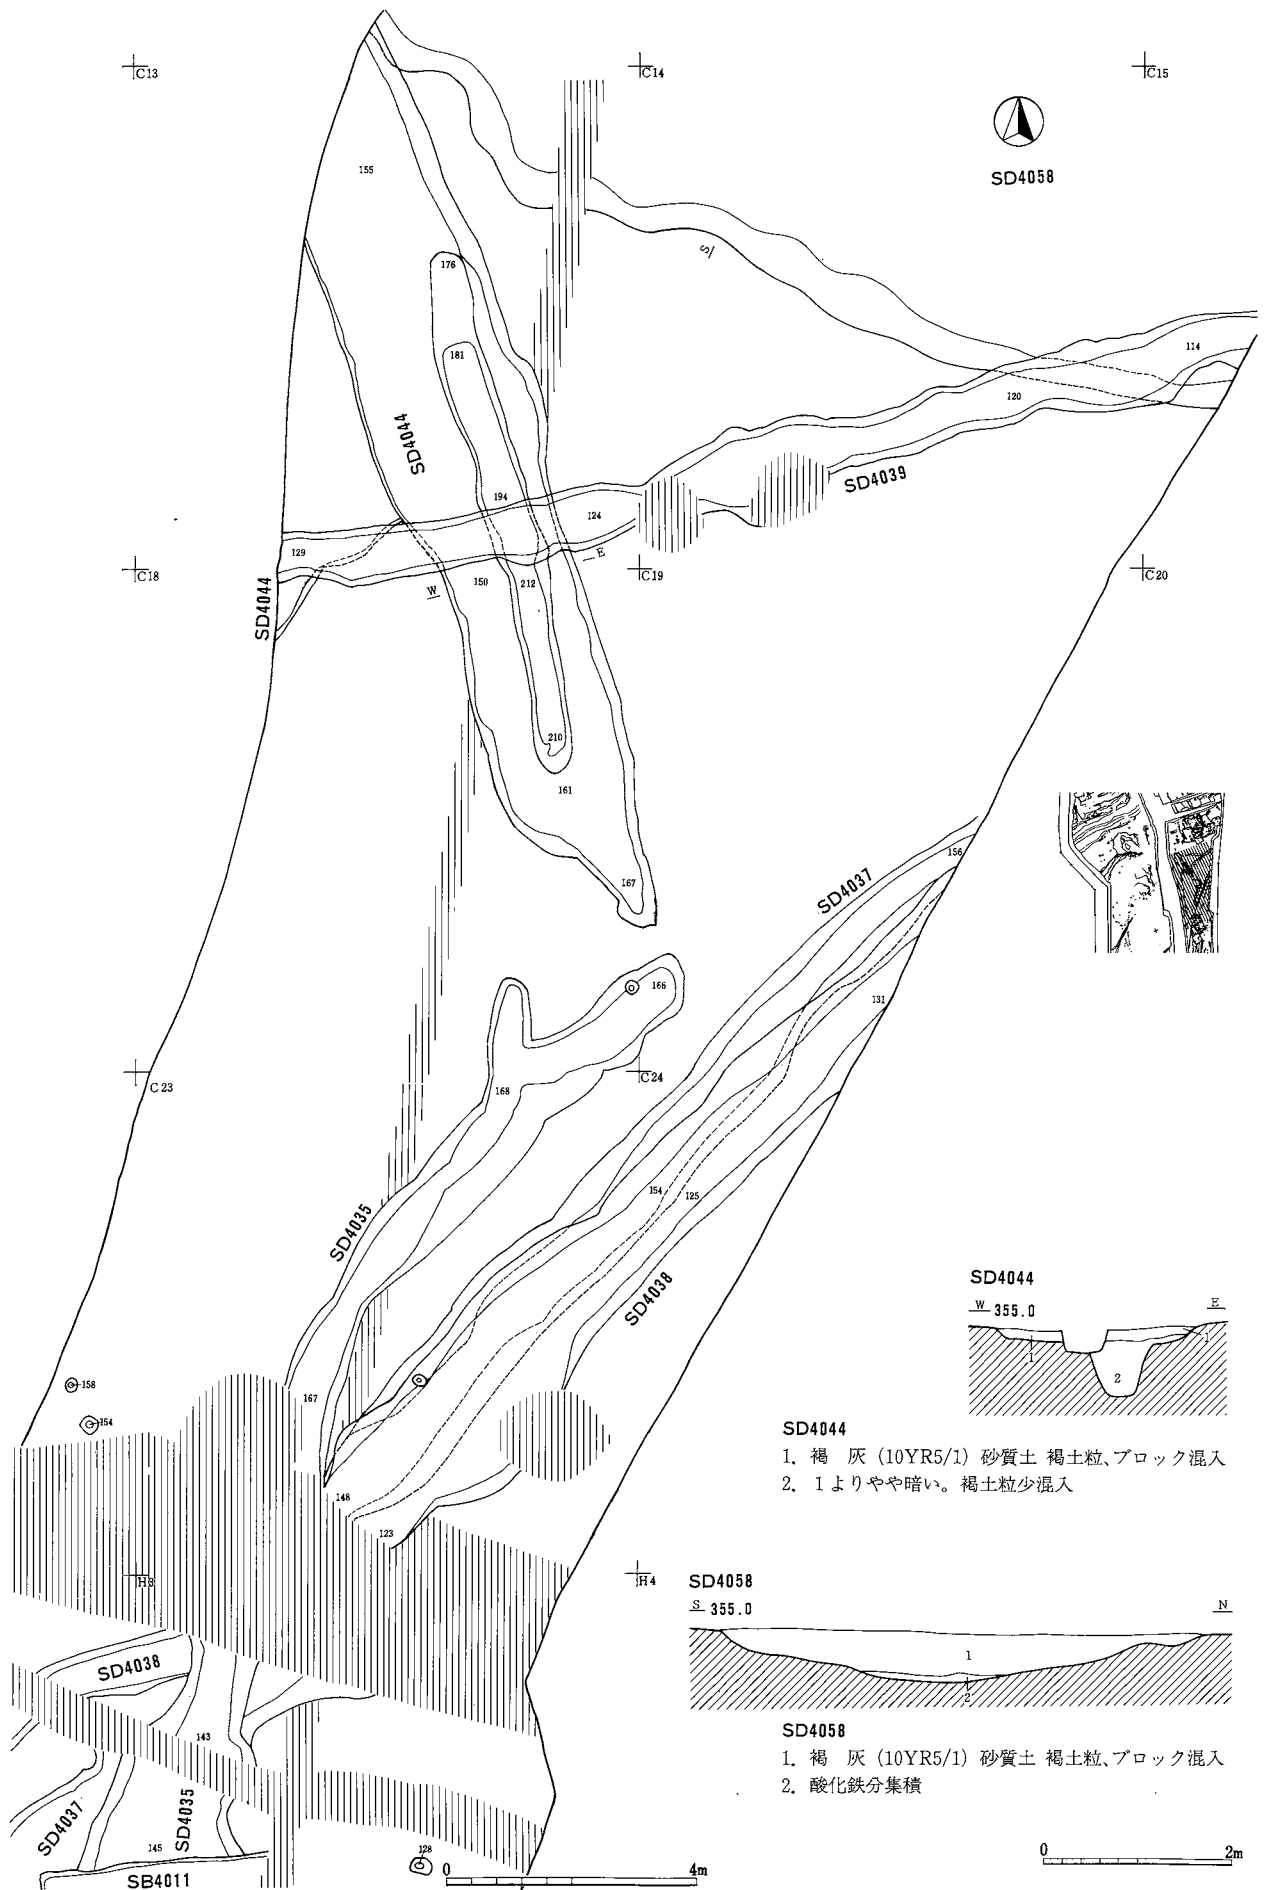 C13
C14
C15
SD4058
155
S
176
114
181
120
SD4044
SD4039
194
124
129
E
C18
C19
C20
150
212
W
SD4044
210
161
156
167
SD4037
166
131
C23
C24
168
154
125
SD4035
SD4038
SD4044
W 355.0
E
1
1
2
158
167
154
SD4044
1. 褐 灰 (10YR5/1) 砂質土 褐土粒、ブロック混入
2. 1よりやや暗い。褐土粒少混入
148
123
H3
H4
SD4058
S 355.0
N
1
2
SD4038
SD4058
143
1. 褐 灰 (10YR5/1) 砂質土 褐土粒、ブロック混入
2. 酸化鉄分集積
SD4037
SD4035
145
128
0
4m
0
2m
SB4011